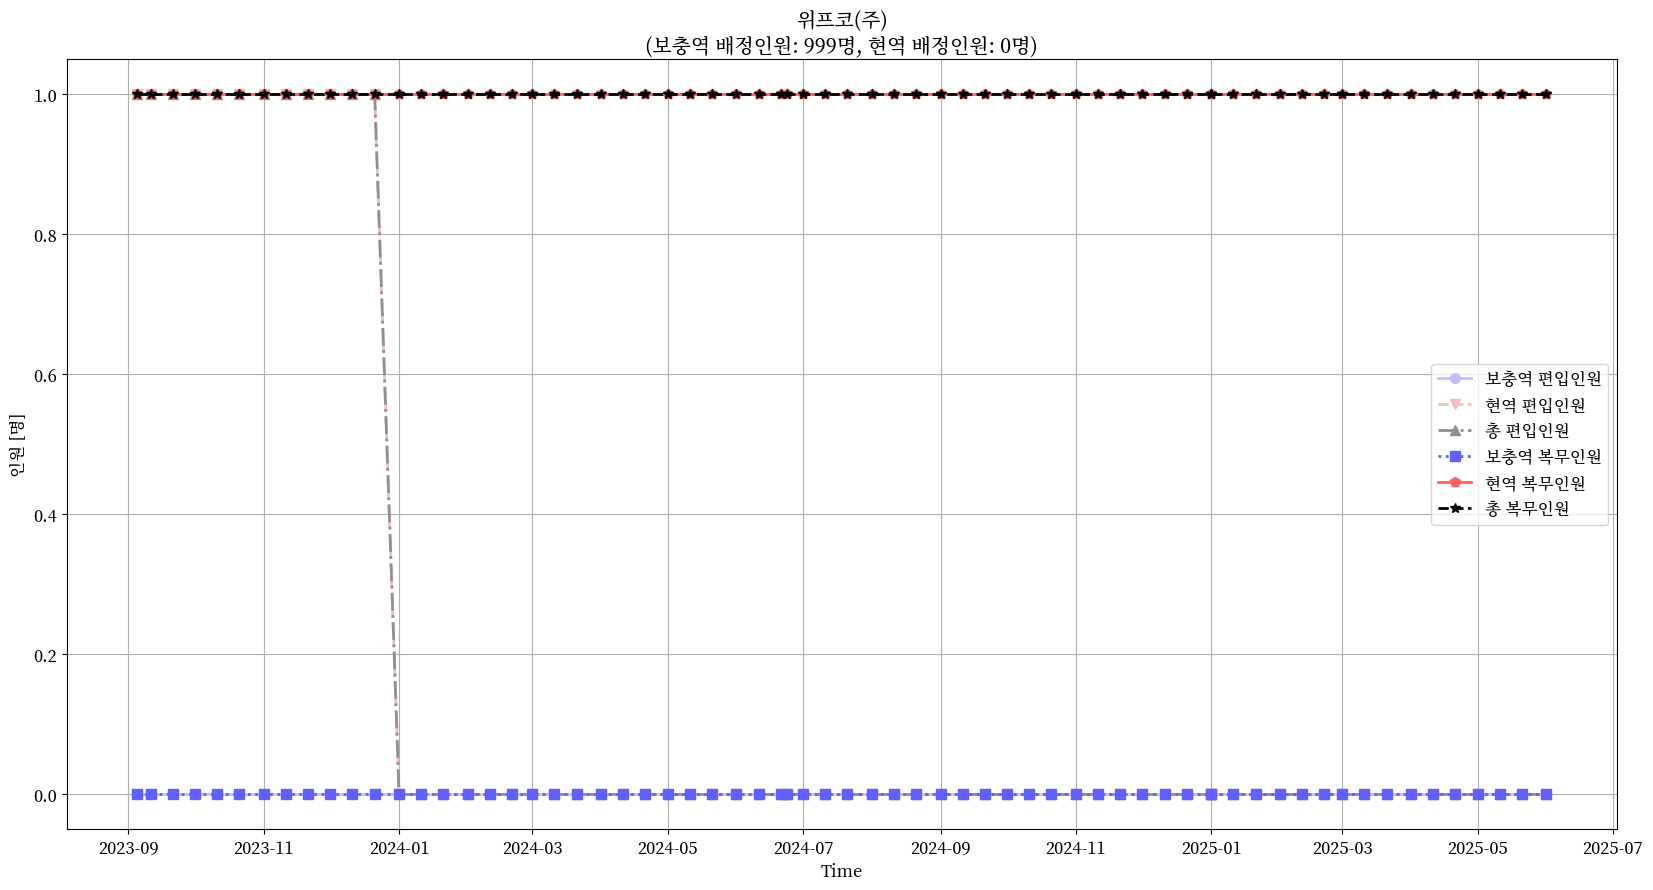 위프코(주)
(보충역 배정인원: 999명, 현역 배정인원: 0명)
1.0
0.8
0.6
0.4
0.2
0.0
인원 [명]
보충역 편입인원
현역 편입인원
총 편입인원
보충역 복무인원
현역 복무인원
총 복무인원
2023-09 2023-11 2024-01 2024-03 2024-05 2024-07 2024-09 2024-11 2025-01 2025-03 2025-05 2025-07
Time